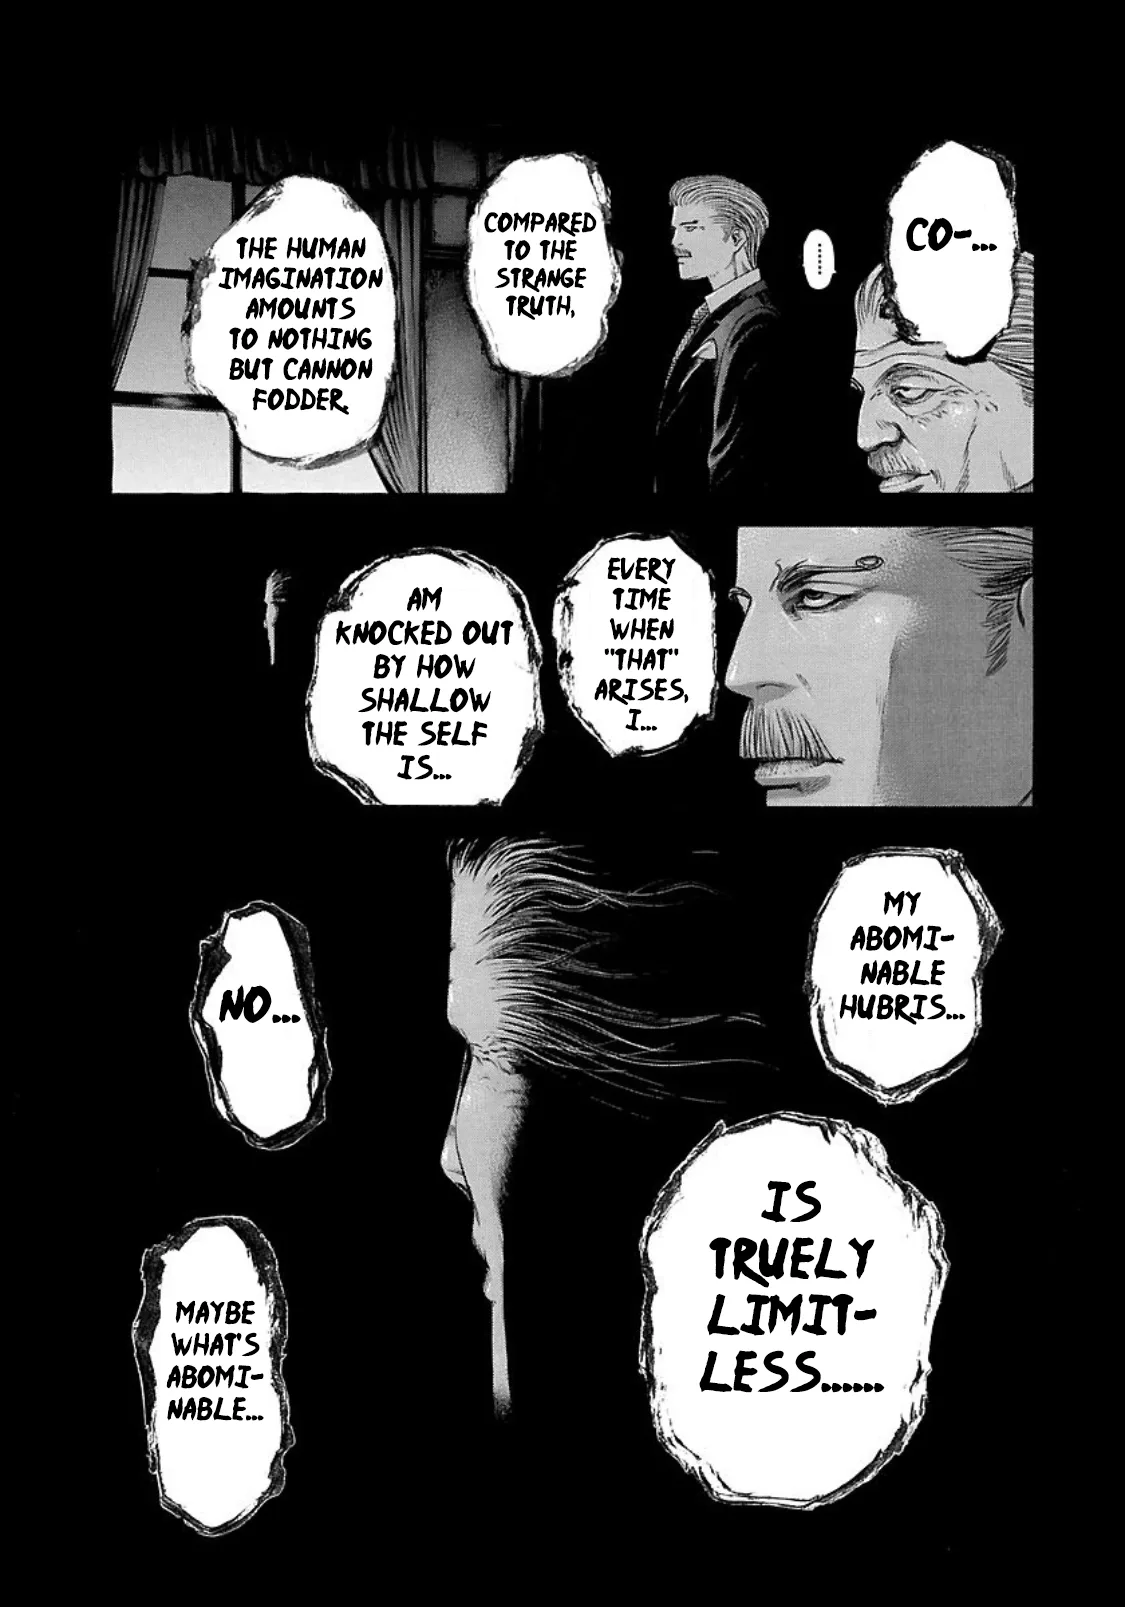 CO-...
........
COMPARED
TO THE
STRANGE
TRUTH,
THE HUMAN
IMAGINATION
AMOUNTS
TO NOTHING
BUT CANNON
FODDER.
EVERY
TIME
WHEN
"THAT"
ARISES,
I...
AM
KNOCKED OUT
BY HOW
SHALLOW
THE SELF
IS...
MY
ABOMI-
NABLE
HUBRIS...
IS
TRUELY
LIMIT-
LESS......
NO...
MAYBE
WHAT'S
ABOMI-
NABLE...